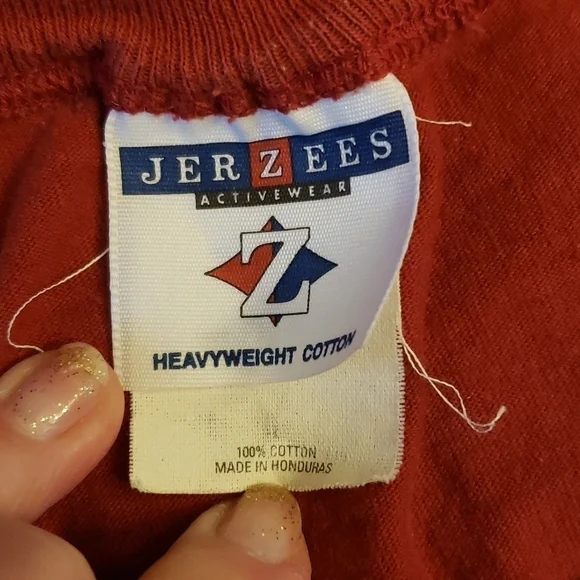 JERZEES
ACTIVEWEAR
Z
HEAVYWEIGHT COTTON
100% COTTON
MADE IN HONDURAS